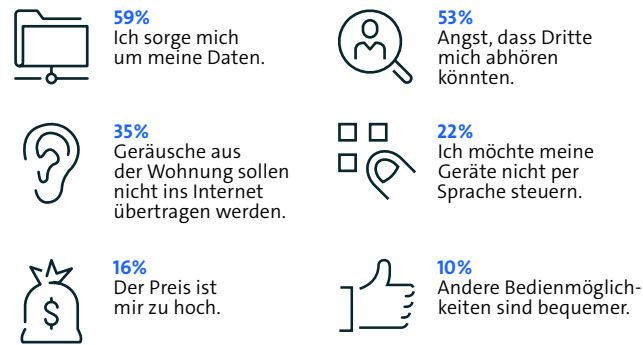 59%
Ich sorge mich
um meine Daten.
53%
Angst, dass Dritte
mich abhören
könnten.
35%
Geräusche aus
der Wohnung sollen
nicht ins Internet
übertragen werden.
22%
Ich möchte meine
Geräte nicht per
Sprache steuern.
$
16%
Der Preis ist
mir zu hoch.
10%
Andere Bedienmöglich-
keiten sind bequemer.